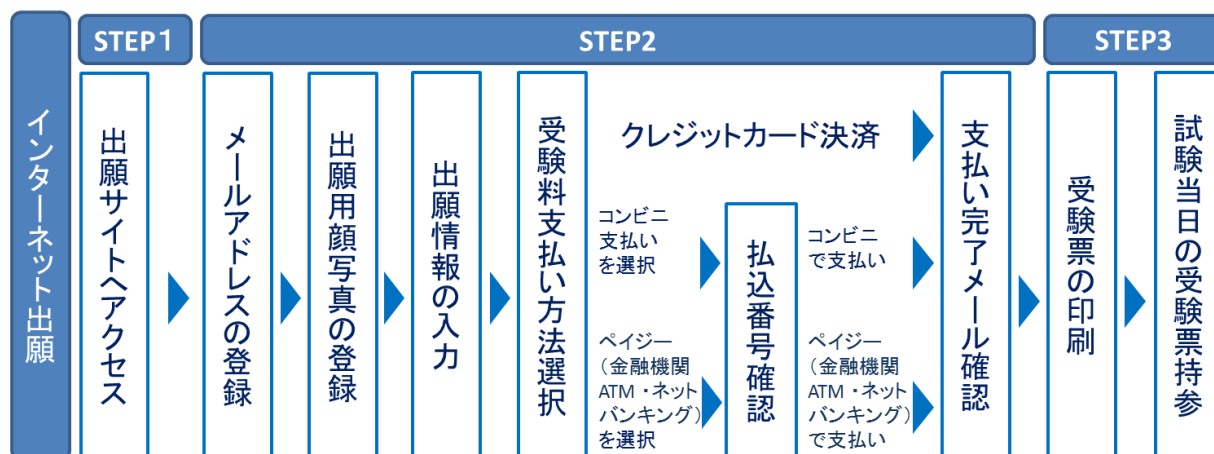 STEP1
STEP2
STEP3
インターネット出願
出願サイトへアクセス
メールアドレスの登録
出願用顔写真の登録
出願情報の入力
受験料支払い方法選択
クレジットカード決済
コンビニ
支払い
を選択
ペイジー
(金融機関
ATM・ネット
バンキング)
を選択
払込番号確認
コンビニ
で支払い
ペイジー
(金融機関
ATM・ネット
バンキング)
で支払い
支払い完了メール確認
受験票の印刷
試験当日の受験票持参